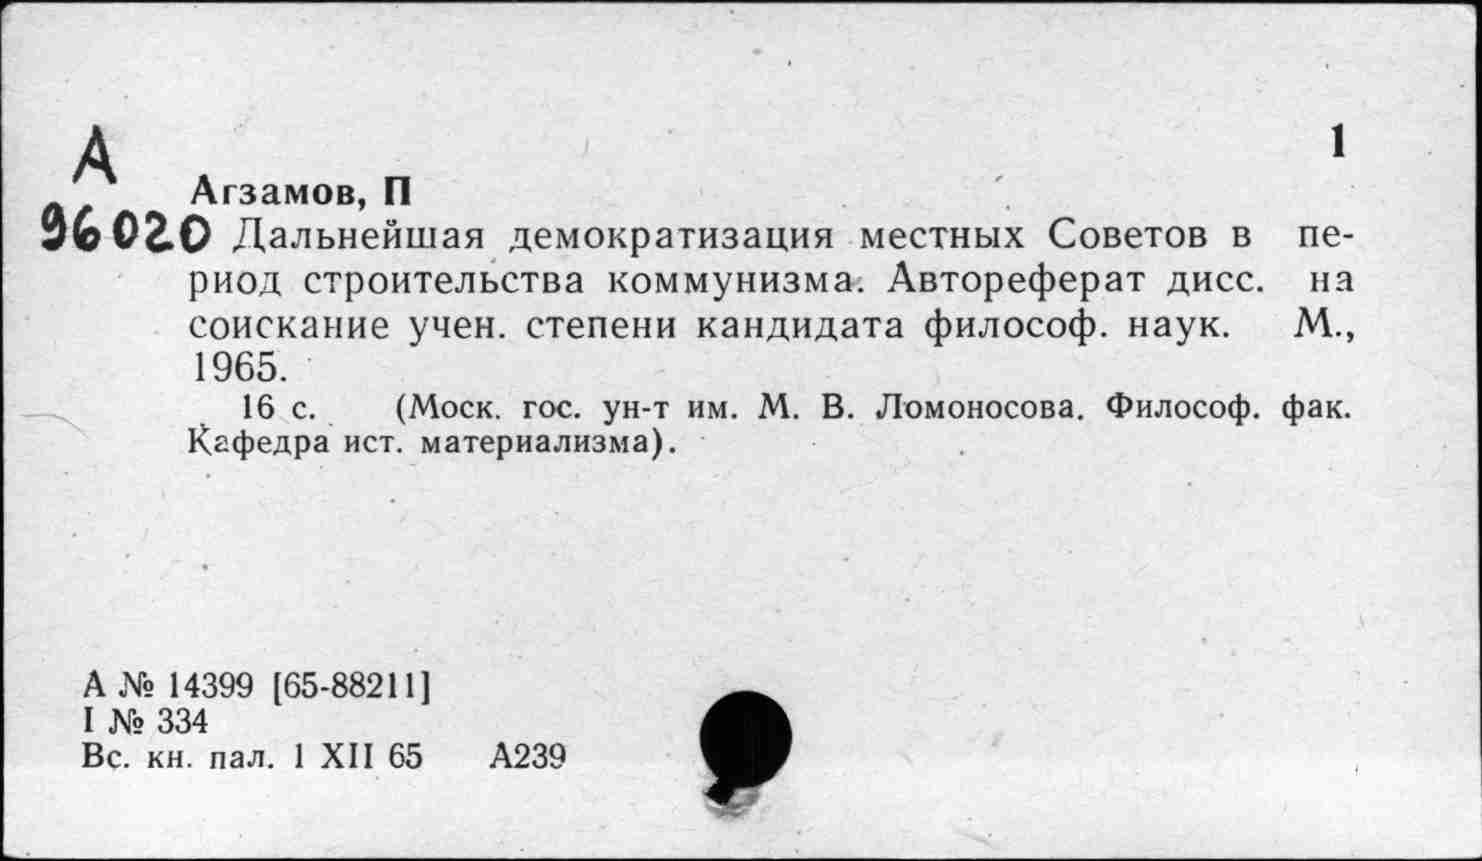 А
1
Агзамов, П
96020 Дальнейшая демократизация местных Советов в пе-
риод строительства коммунизма. Автореферат дисс. на
соискание учен. степени кандидата философ. наук. М.,
1965.
16 с. (Моск. гос. ун-т им. М. В. Ломоносова. Философ. фак.
Кафедра ист. материализма).
А № 14399 [65-88211]
I № 334
Вс. кн. пал. 1 XII 65 А239